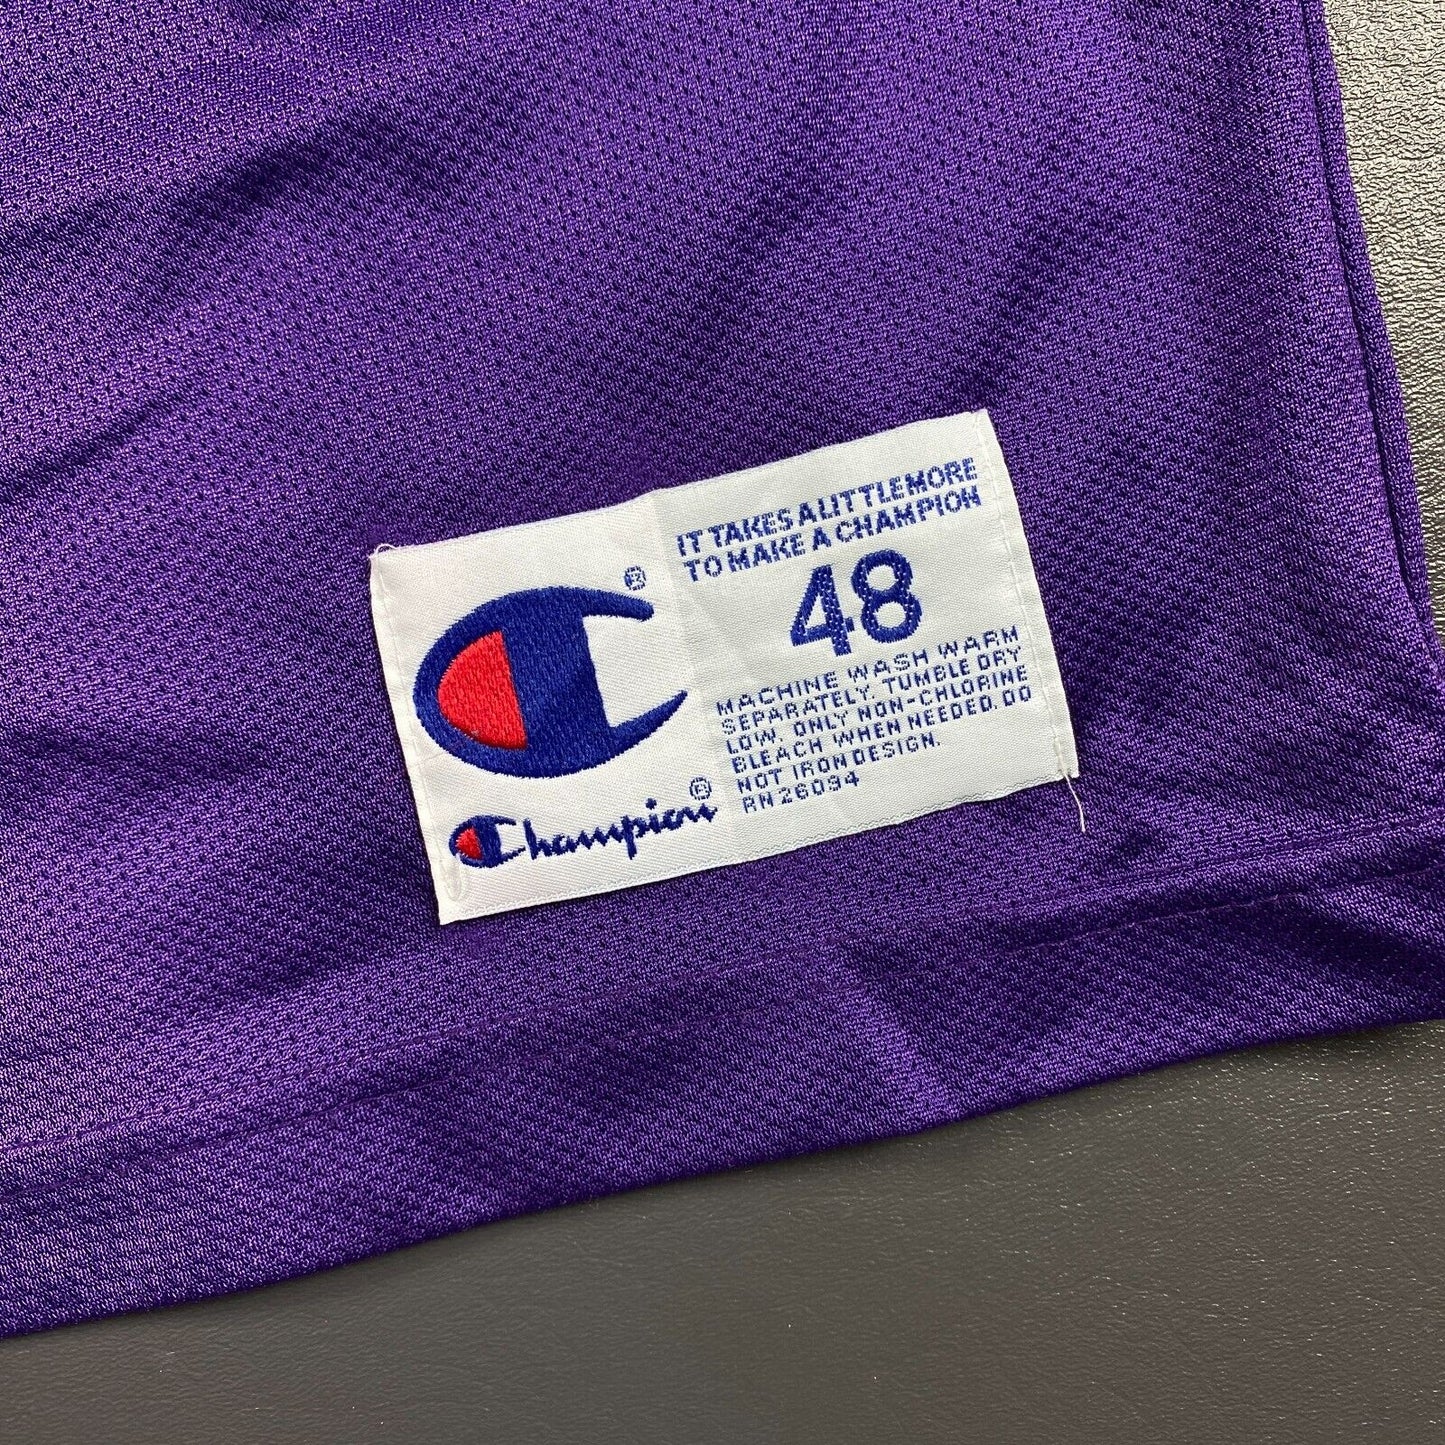 IT TAKES A LITTLE MORE
TO MAKE A CHAMPION
48
MACHINE WASH WARM
SEPARATELY. TUMBLE DRY
LOW. ONLY NON-CHLORINE
BLEACH WHEN NEEDED. DO
NOT IRON DESIGN.
RN 26094
®
Champion®